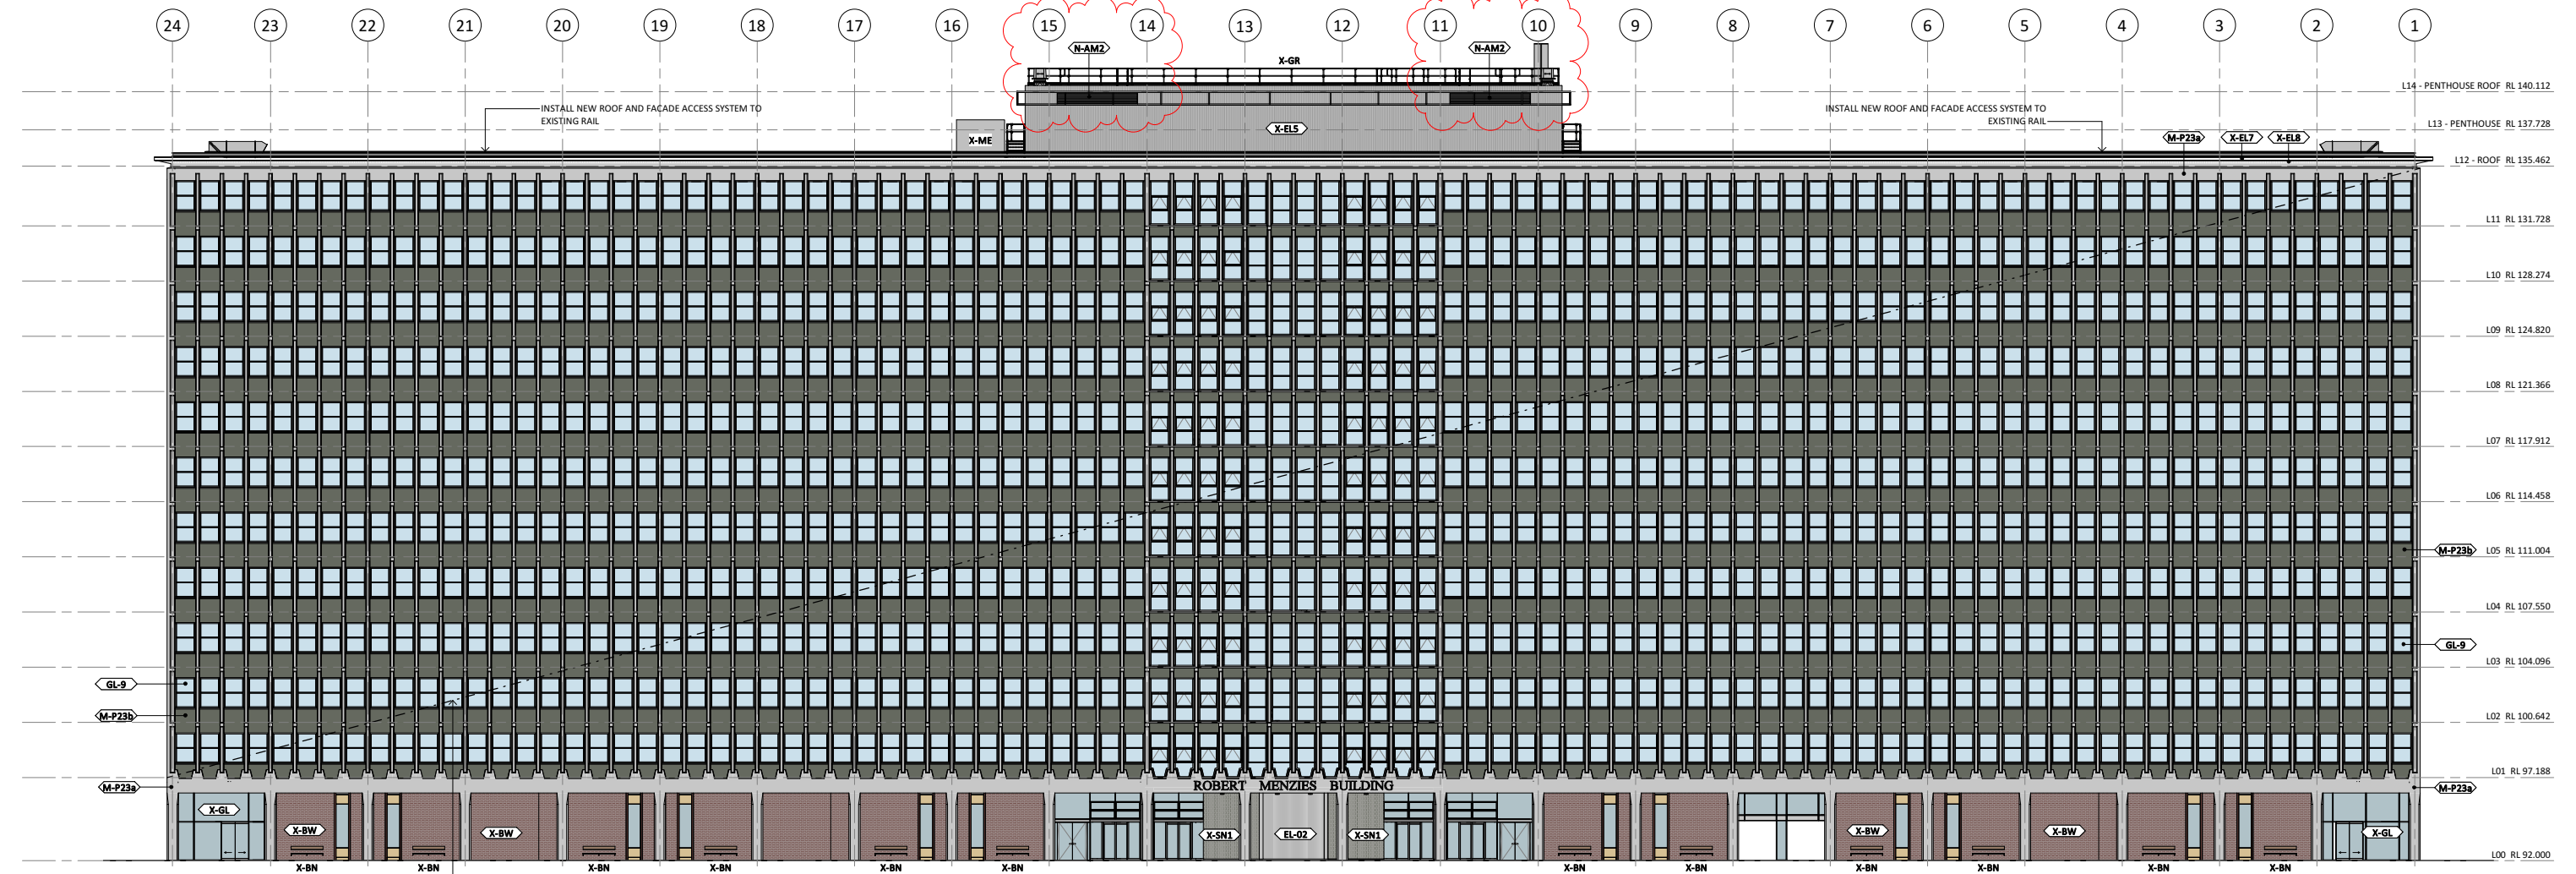 24 23 22 21 20 19 18 17 16 15 14 13 12 11 10 9 8 7 6 5 4 3 2 1
N-AM2 N-AM2
X-GR
L14 - PENTHOUSE ROOF RL 140.112
INSTALL NEW ROOF AND FACADE ACCESS SYSTEM TO
EXISTING RAIL
INSTALL NEW ROOF AND FACADE ACCESS SYSTEM TO
EXISTING RAIL
X-EL5
L13 - PENTHOUSE RL 137.728
X-ME
M-P23a X-EL7 X-EL8
L12 - ROOF RL 135.462
L11 RL 131.728
L10 RL 128.274
L09 RL 124.820
L08 RL 121.366
L07 RL 117.912
L06 RL 114.458
M-P23b
L05 RL 111.004
L04 RL 107.550
GL-9
L03 RL 104.096
GL-9
M-P23b
L02 RL 100.642
L01 RL 97.188
M-P23a
ROBERT MENZIES BUILDING
M-P23a
X-GL
X-BW X-BW X-SN1 EL-02 X-SN1 X-BW X-BW X-GL
L00 RL 92.000
X-BN X-BN X-BN X-BN X-BN X-BN X-BN X-BN X-BN X-BN X-BN X-BN